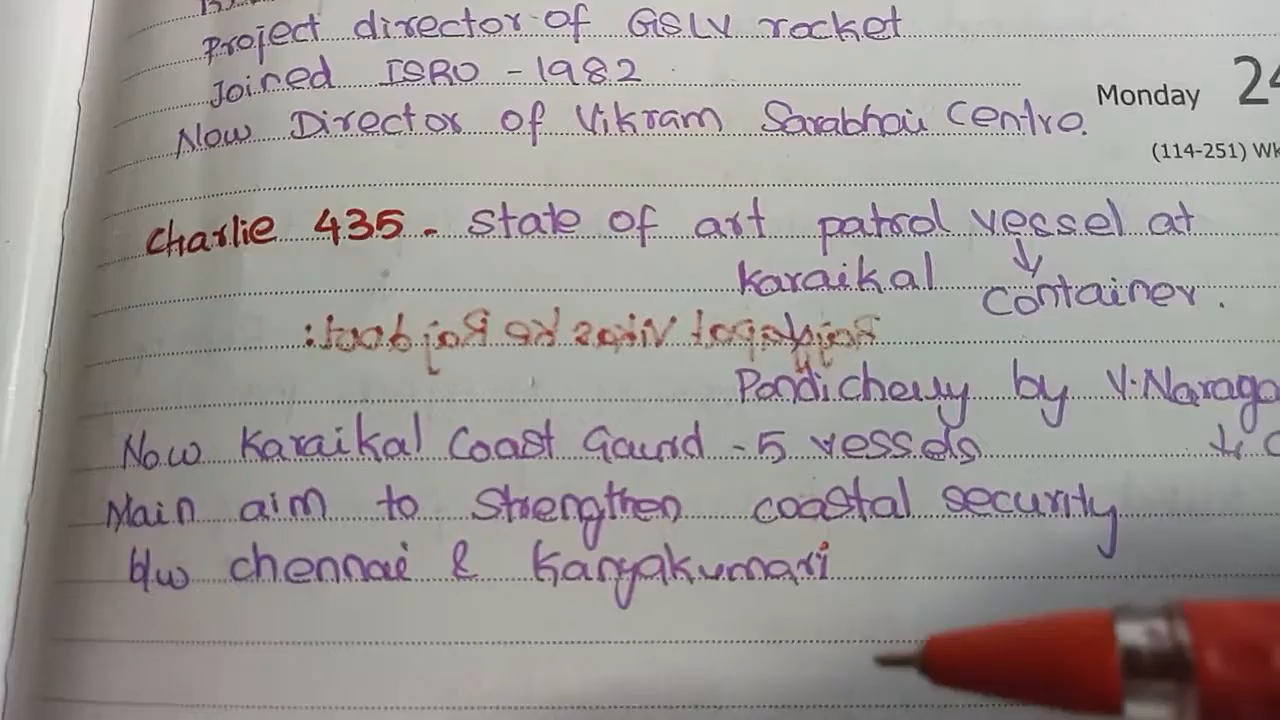 Project director of GSLV rocket
Joined ISRO - 1982
Monday 24
Now Director of Vikram Sarabhai Centre.
(114-251) Wk
Charlie 435 - State of art patrol vessel at
Karaikal Container.
Pondicherry by V. Naraya
Now Karaikal Coast Gaurd - 5 vessels
Main aim to strengthen coastal security
b/w chennai & Kanyakumari